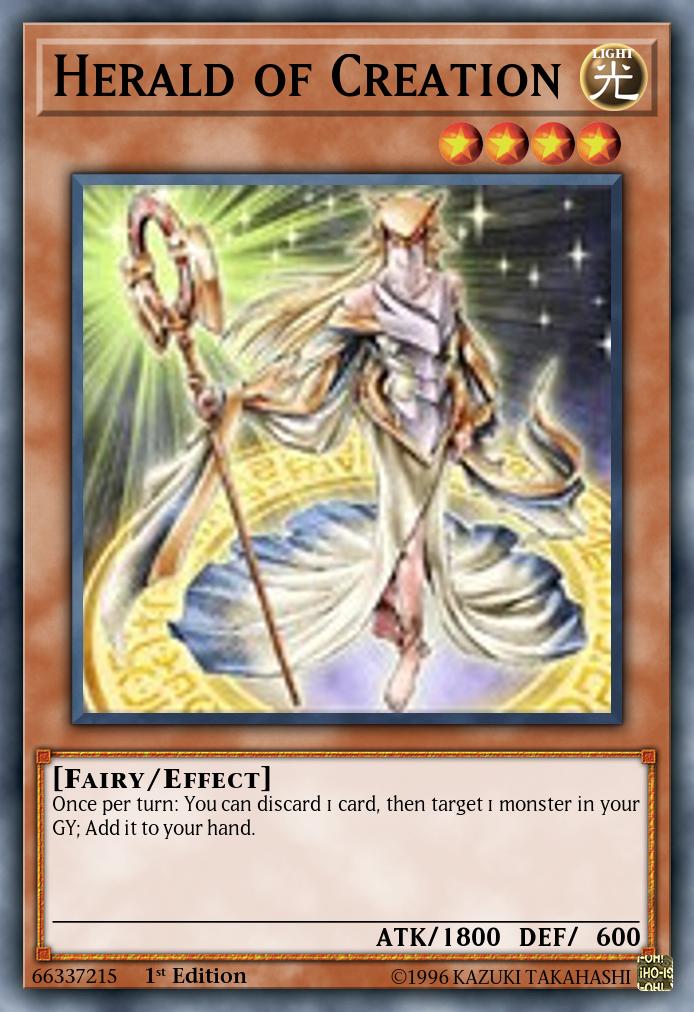 Herald of Creation
LIGHT
光
[Fairy/Effect]
Once per turn: You can discard 1 card, then target 1 monster in your
GY; Add it to your hand.
ATK/1800 DEF/ 600
66337215 1st Edition ©1996 KAZUKI TAKAHASHI